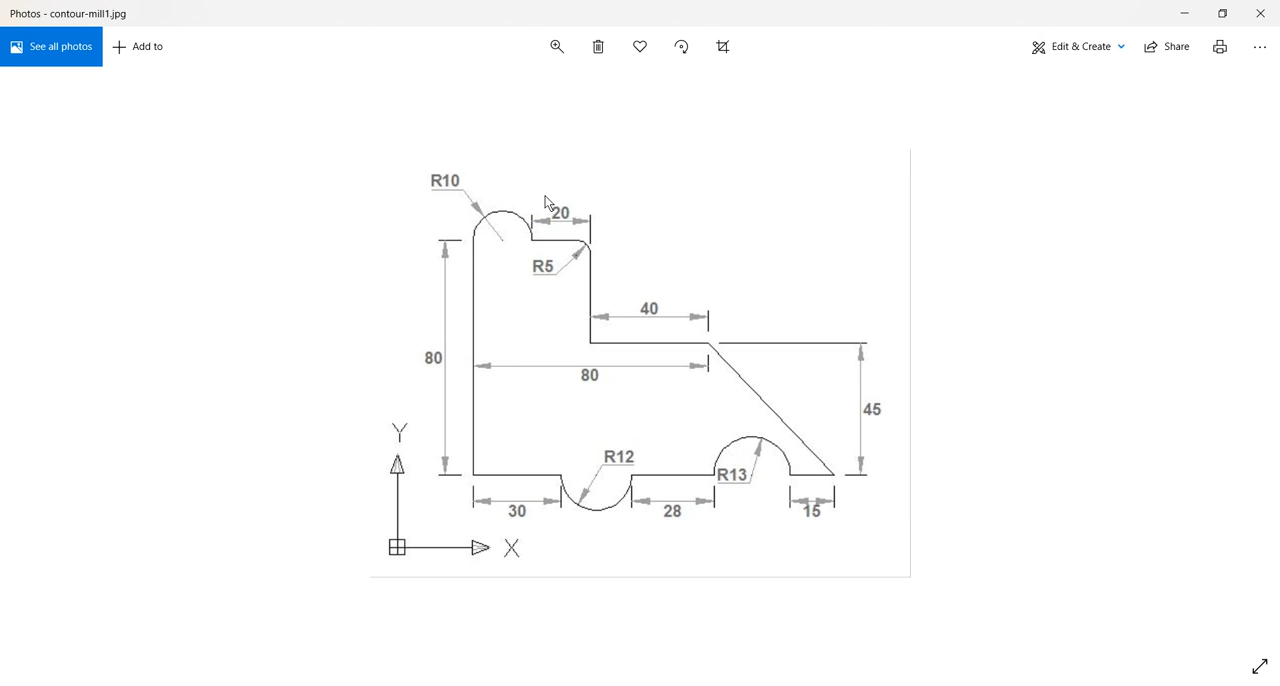 Photos - contour-mill1.jpg
See all photos
Add to
Edit & Create
Share
R10
20
R5
40
80
80
45
Y
R12
R13
30
28
15
X